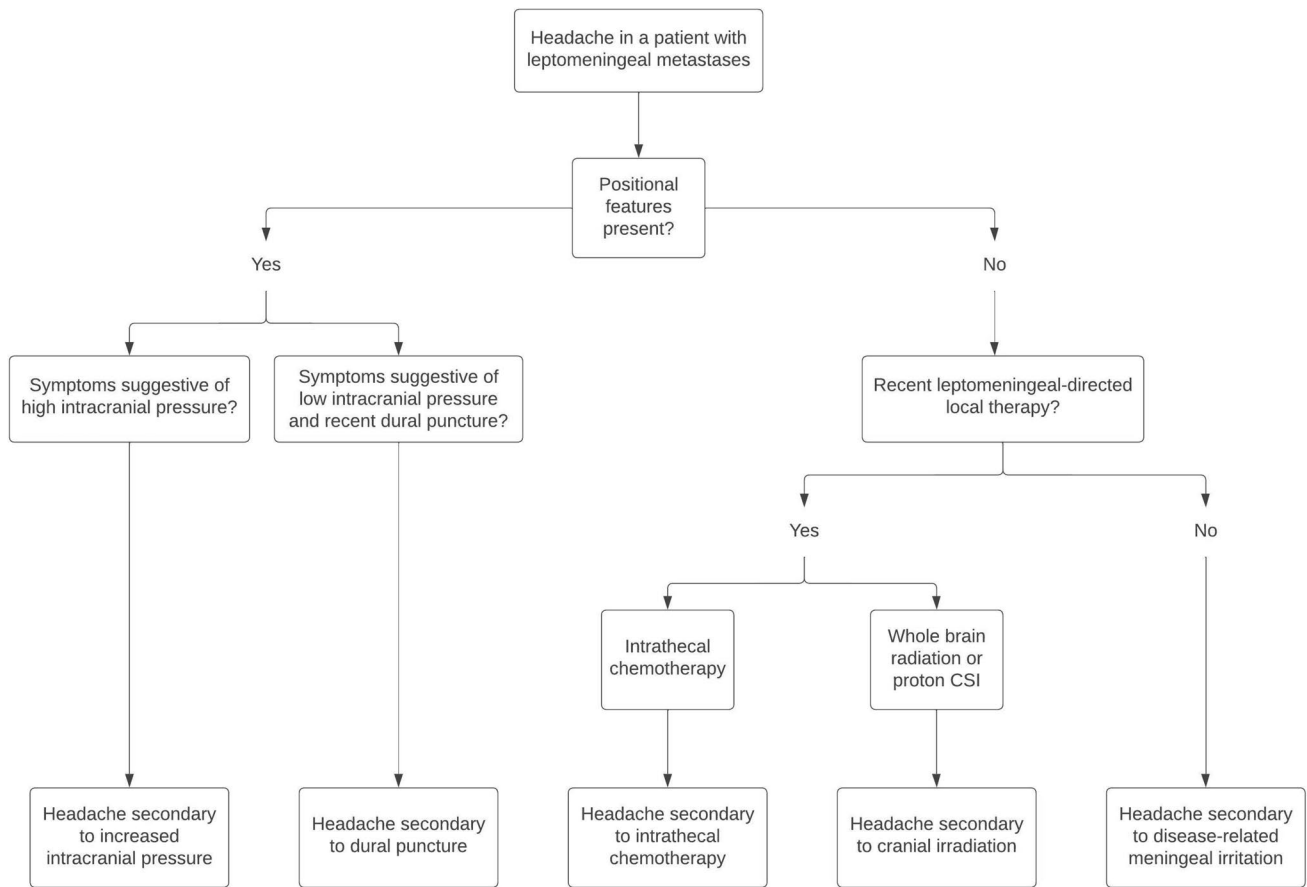 Headache in a patient with
leptomeningeal metastases
Positional
features
present?
Yes
No
Symptoms suggestive of
high intracranial pressure?
Symptoms suggestive of
low intracranial pressure
and recent dural puncture?
Recent leptomeningeal-directed
local therapy?
Yes
No
Intrathecal
chemotherapy
Whole brain
radiation or
proton CSI
Headache secondary
to increased
intracranial pressure
Headache secondary
to dural puncture
Headache secondary
to intrathecal
chemotherapy
Headache secondary
to cranial irradiation
Headache secondary
to disease-related
meningeal irritation